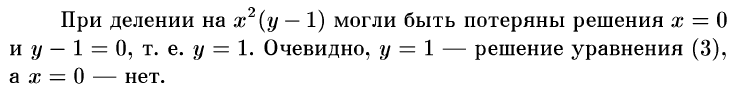 При делении на x²(y − 1) могли быть потеряны решения x = 0
и y − 1 = 0, т. е. y = 1. Очевидно, y = 1 — решение уравнения (3),
а x = 0 — нет.